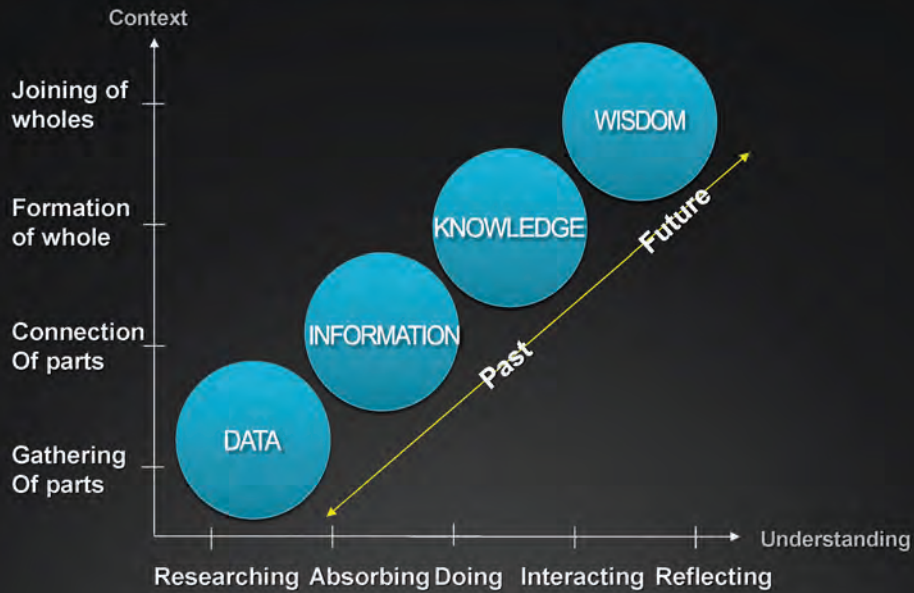 Context
Joining of
wholes
WISDOM
Formation
of whole
KNOWLEDGE
Future
Connection
Of parts
INFORMATION
Past
Gathering
Of parts
DATA
Understanding
Researching Absorbing Doing Interacting Reflecting